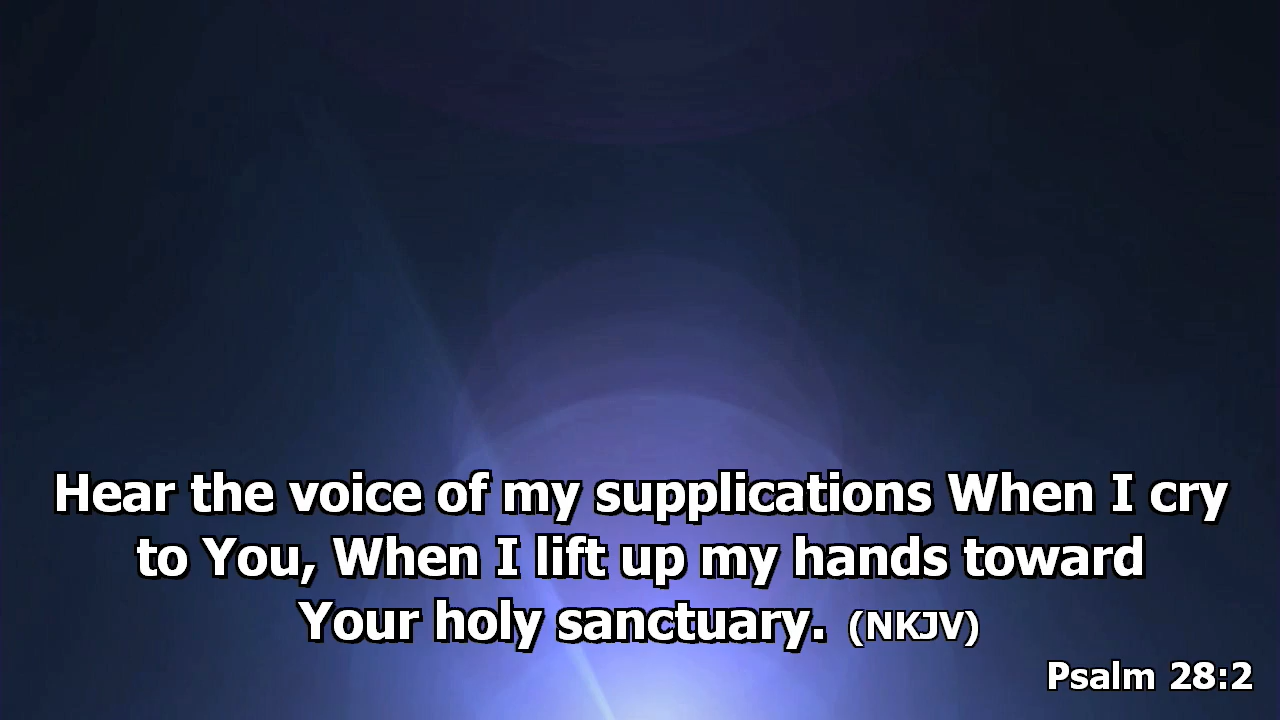 Hear the voice of my supplications When I cry
to You, When I lift up my hands toward
Your holy sanctuary. (NKJV)
Psalm 28:2